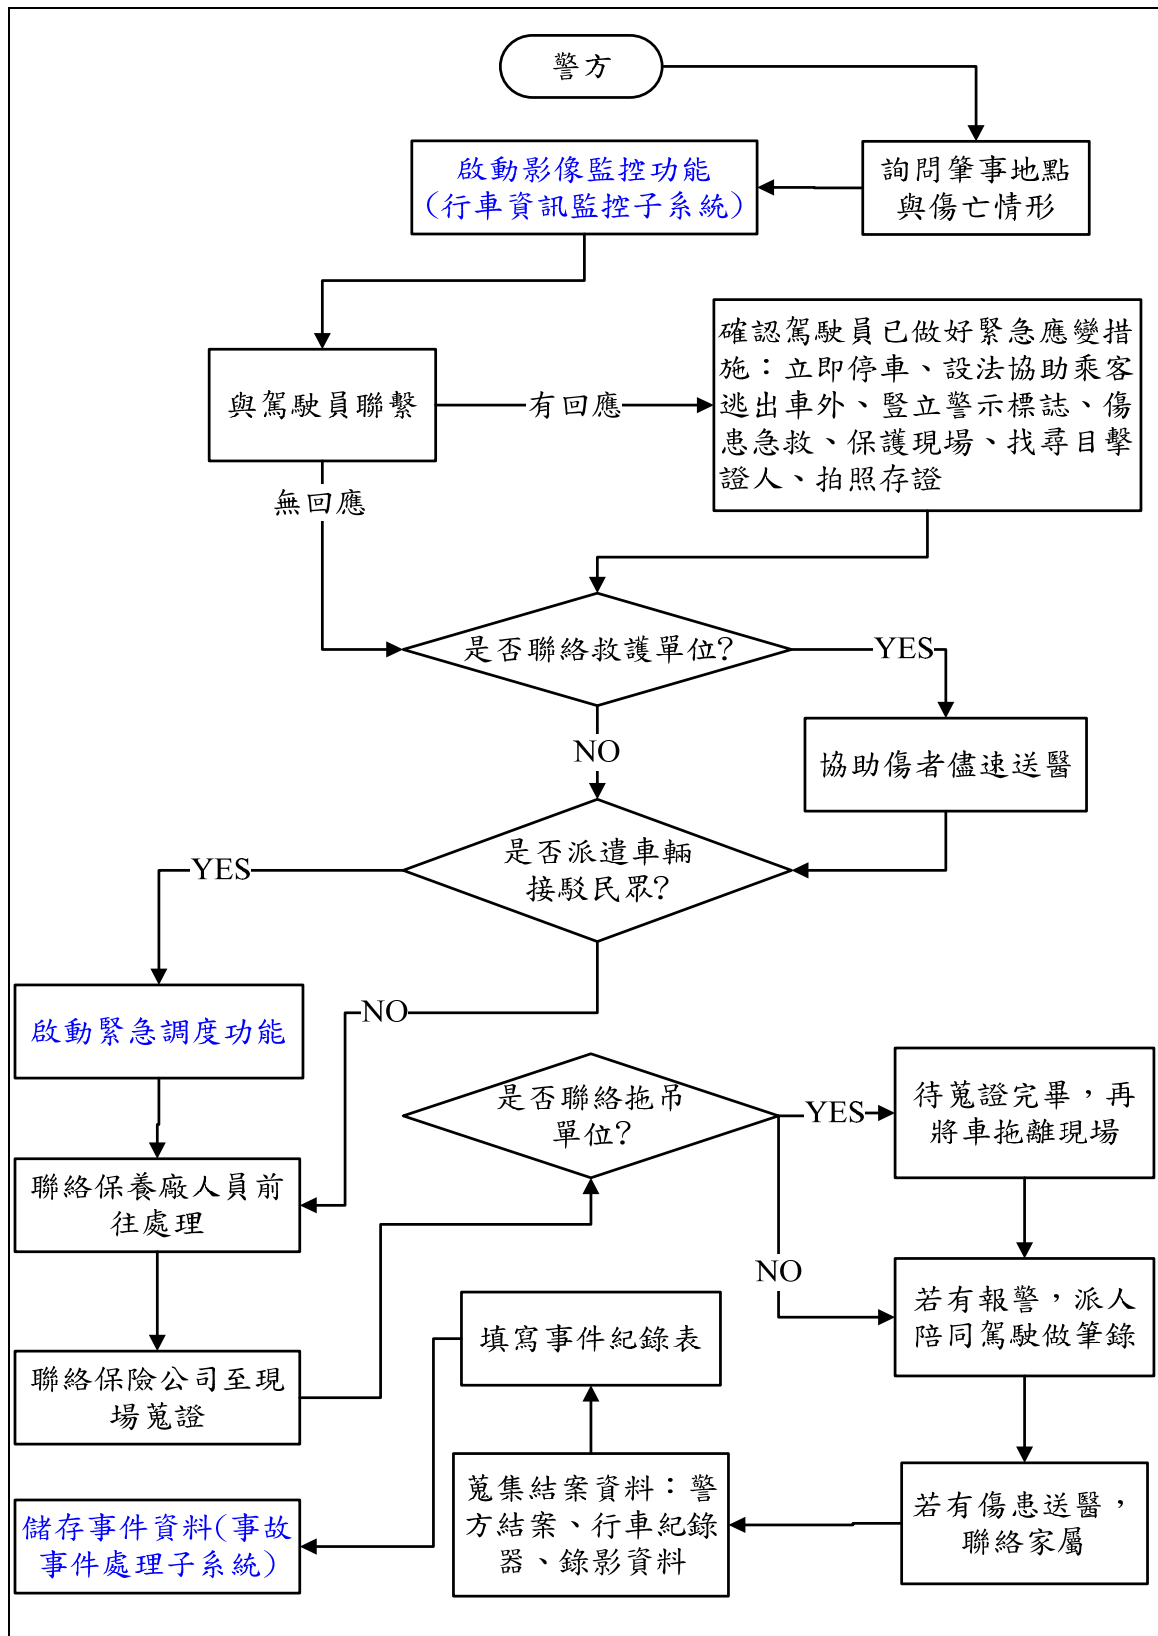 警方
詢問肇事地點
與傷亡情形
啟動影像監控功能
(行車資訊監控子系統)
與駕駛員聯繫
有回應
確認駕駛員已做好緊急應變措
施：立即停車、設法協助乘客
逃出車外、豎立警示標誌、傷
患急救、保護現場、找尋目擊
證人、拍照存證
無回應
是否聯絡救護單位?
YES
NO
協助傷者儘速送醫
是否派遣車輛
接駁民眾?
YES
NO
啟動緊急調度功能
聯絡保養廠人員前
往處理
聯絡保險公司至現
場蒐證
是否聯絡拖吊
單位?
YES
NO
待蒐證完畢，再
將車拖離現場
若有報警，派人
陪同駕駛做筆錄
若有傷患送醫，
聯絡家屬
蒐集結案資料：警
方結案、行車紀錄
器、錄影資料
填寫事件紀錄表
儲存事件資料(事故
事件處理子系統)